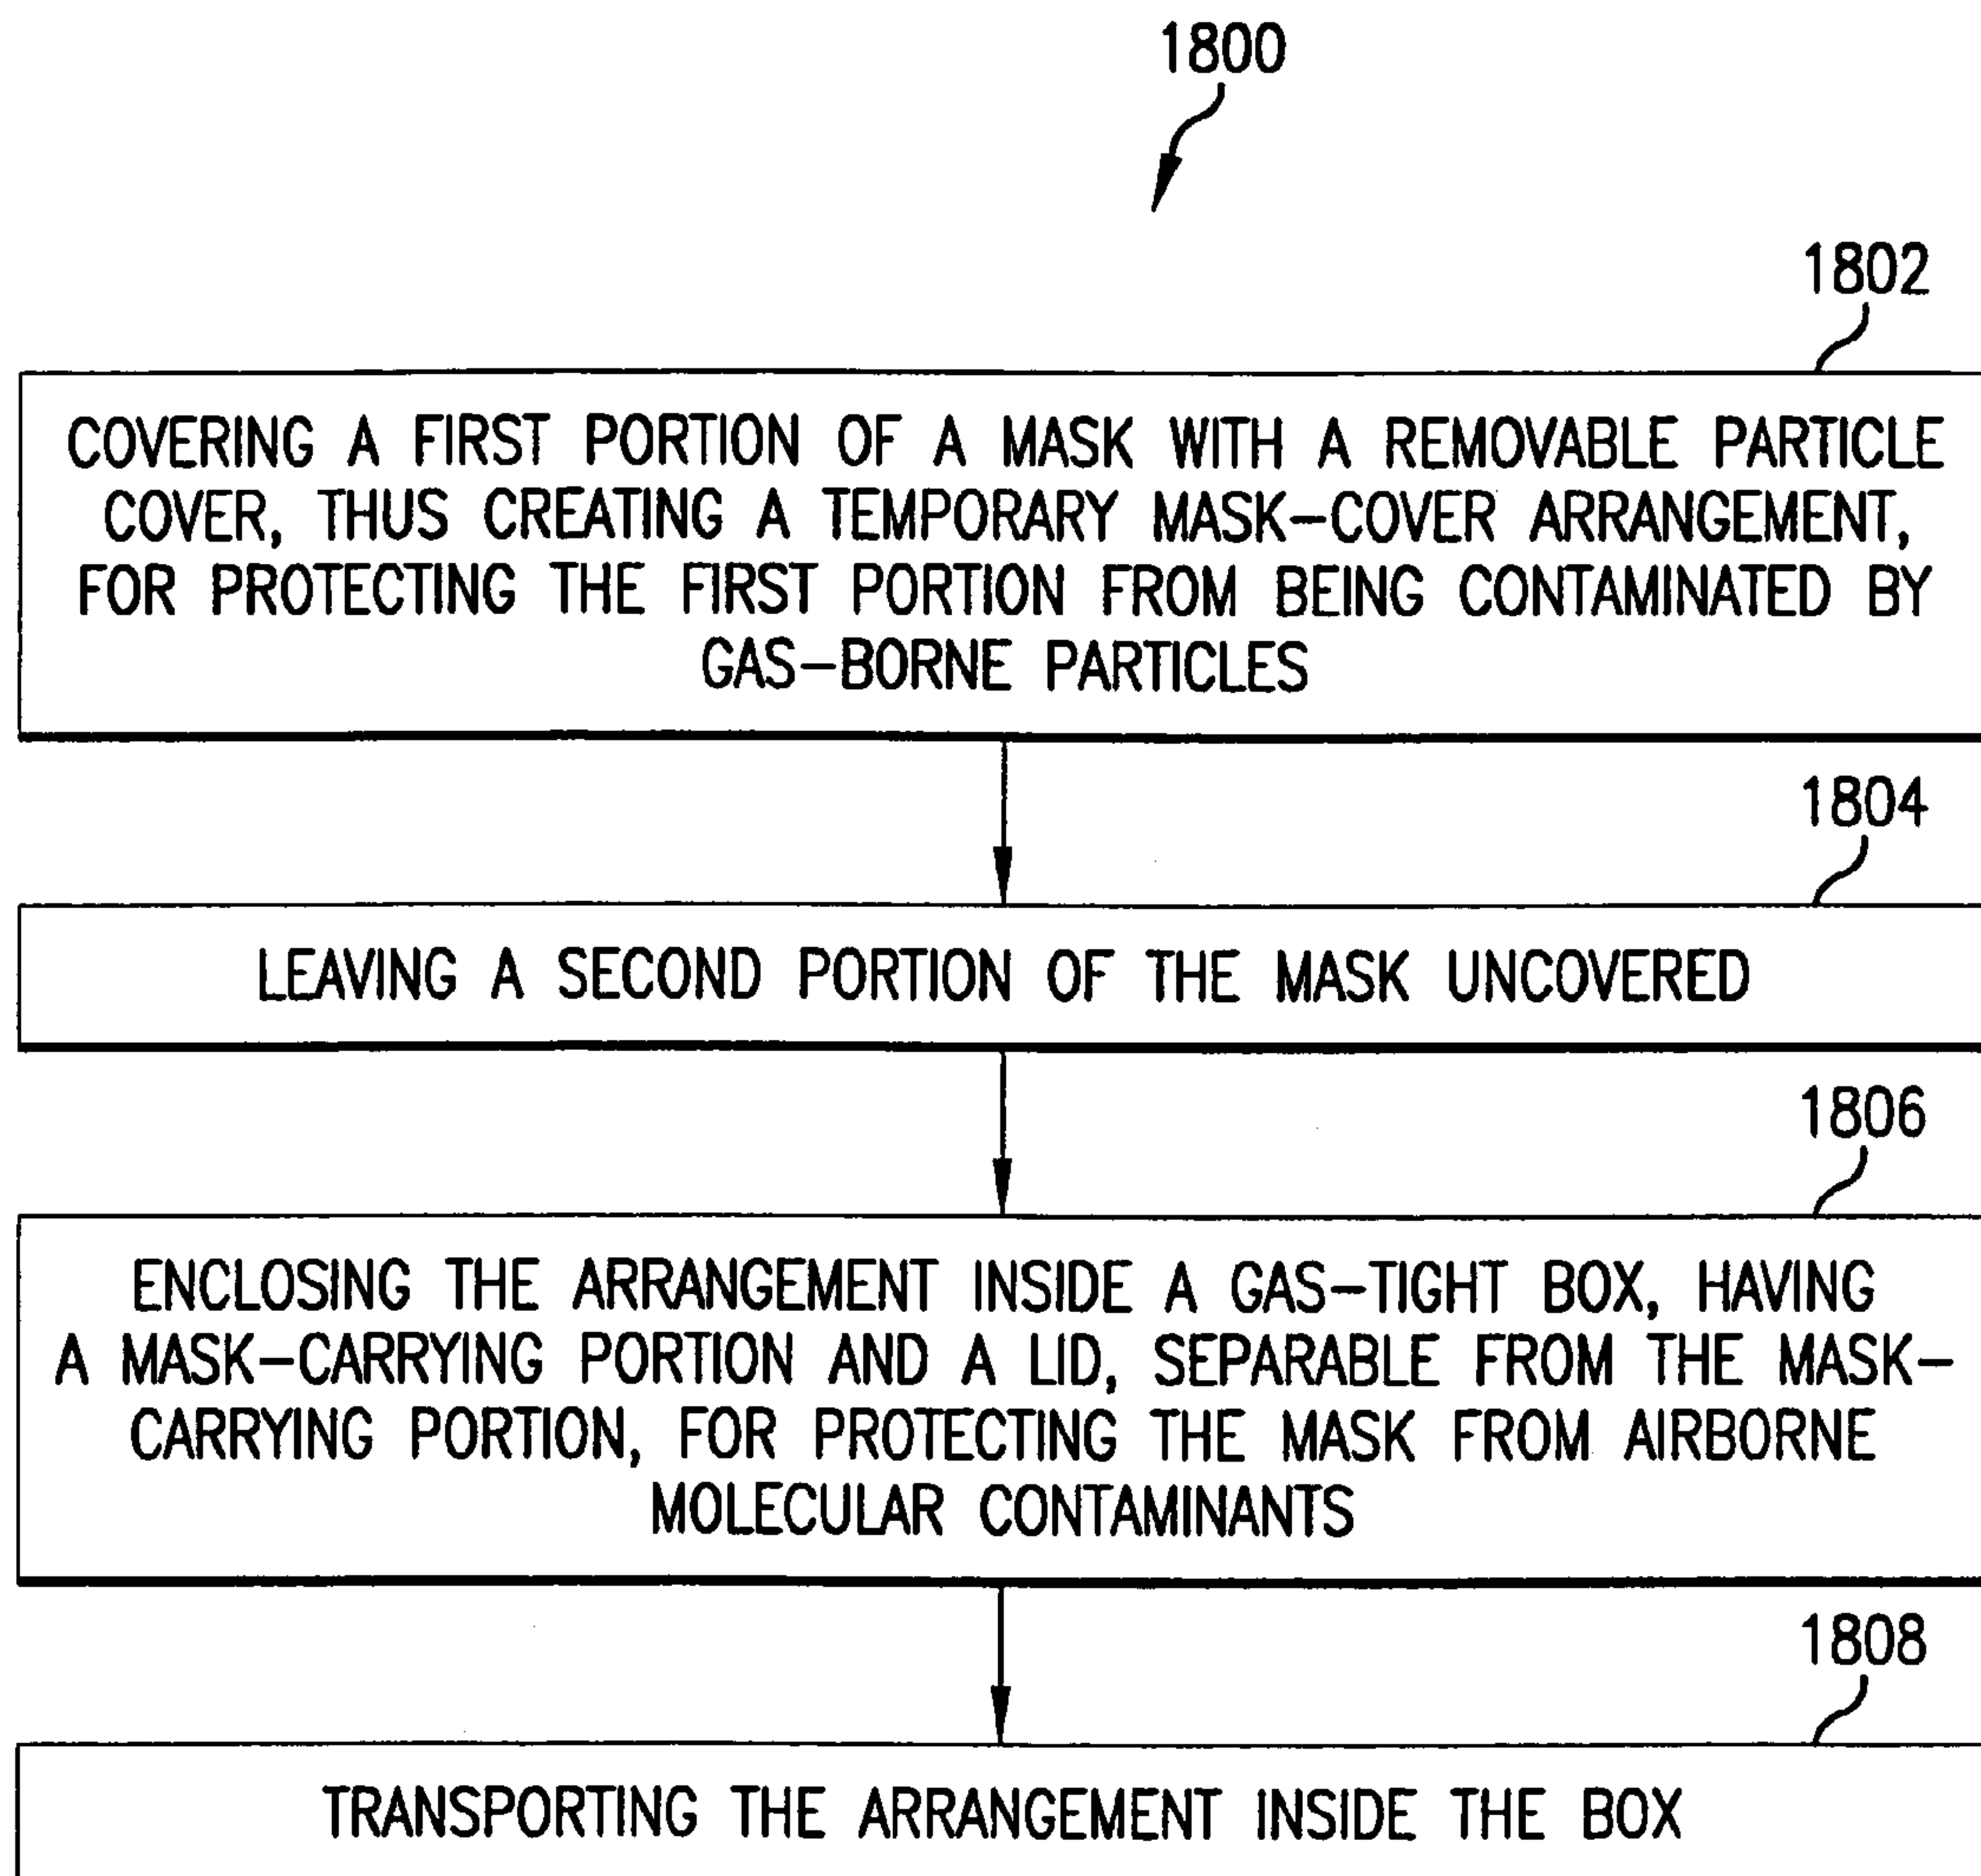 1800
1802
COVERING A FIRST PORTION OF A MASK WITH A REMOVABLE PARTICLE
COVER, THUS CREATING A TEMPORARY MASK–COVER ARRANGEMENT,
FOR PROTECTING THE FIRST PORTION FROM BEING CONTAMINATED BY
GAS–BORNE PARTICLES
1804
LEAVING A SECOND PORTION OF THE MASK UNCOVERED
1806
ENCLOSING THE ARRANGEMENT INSIDE A GAS–TIGHT BOX, HAVING
A MASK–CARRYING PORTION AND A LID, SEPARABLE FROM THE MASK–
CARRYING PORTION, FOR PROTECTING THE MASK FROM AIRBORNE
MOLECULAR CONTAMINANTS
1808
TRANSPORTING THE ARRANGEMENT INSIDE THE BOX